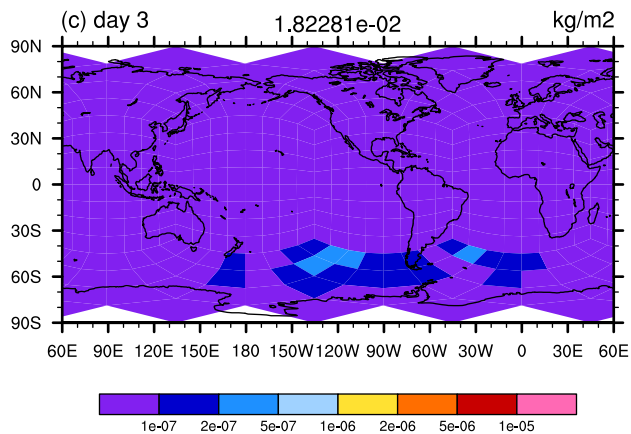 (c) day 3 1.82281e-02 kg/m2
90N
60N
30N
0
30S
60S
90S
60E 90E 120E 150E 180 150W 120W 90W 60W 30W 0 30E 60E
1e-07 2e-07 5e-07 1e-06 2e-06 5e-06 1e-05